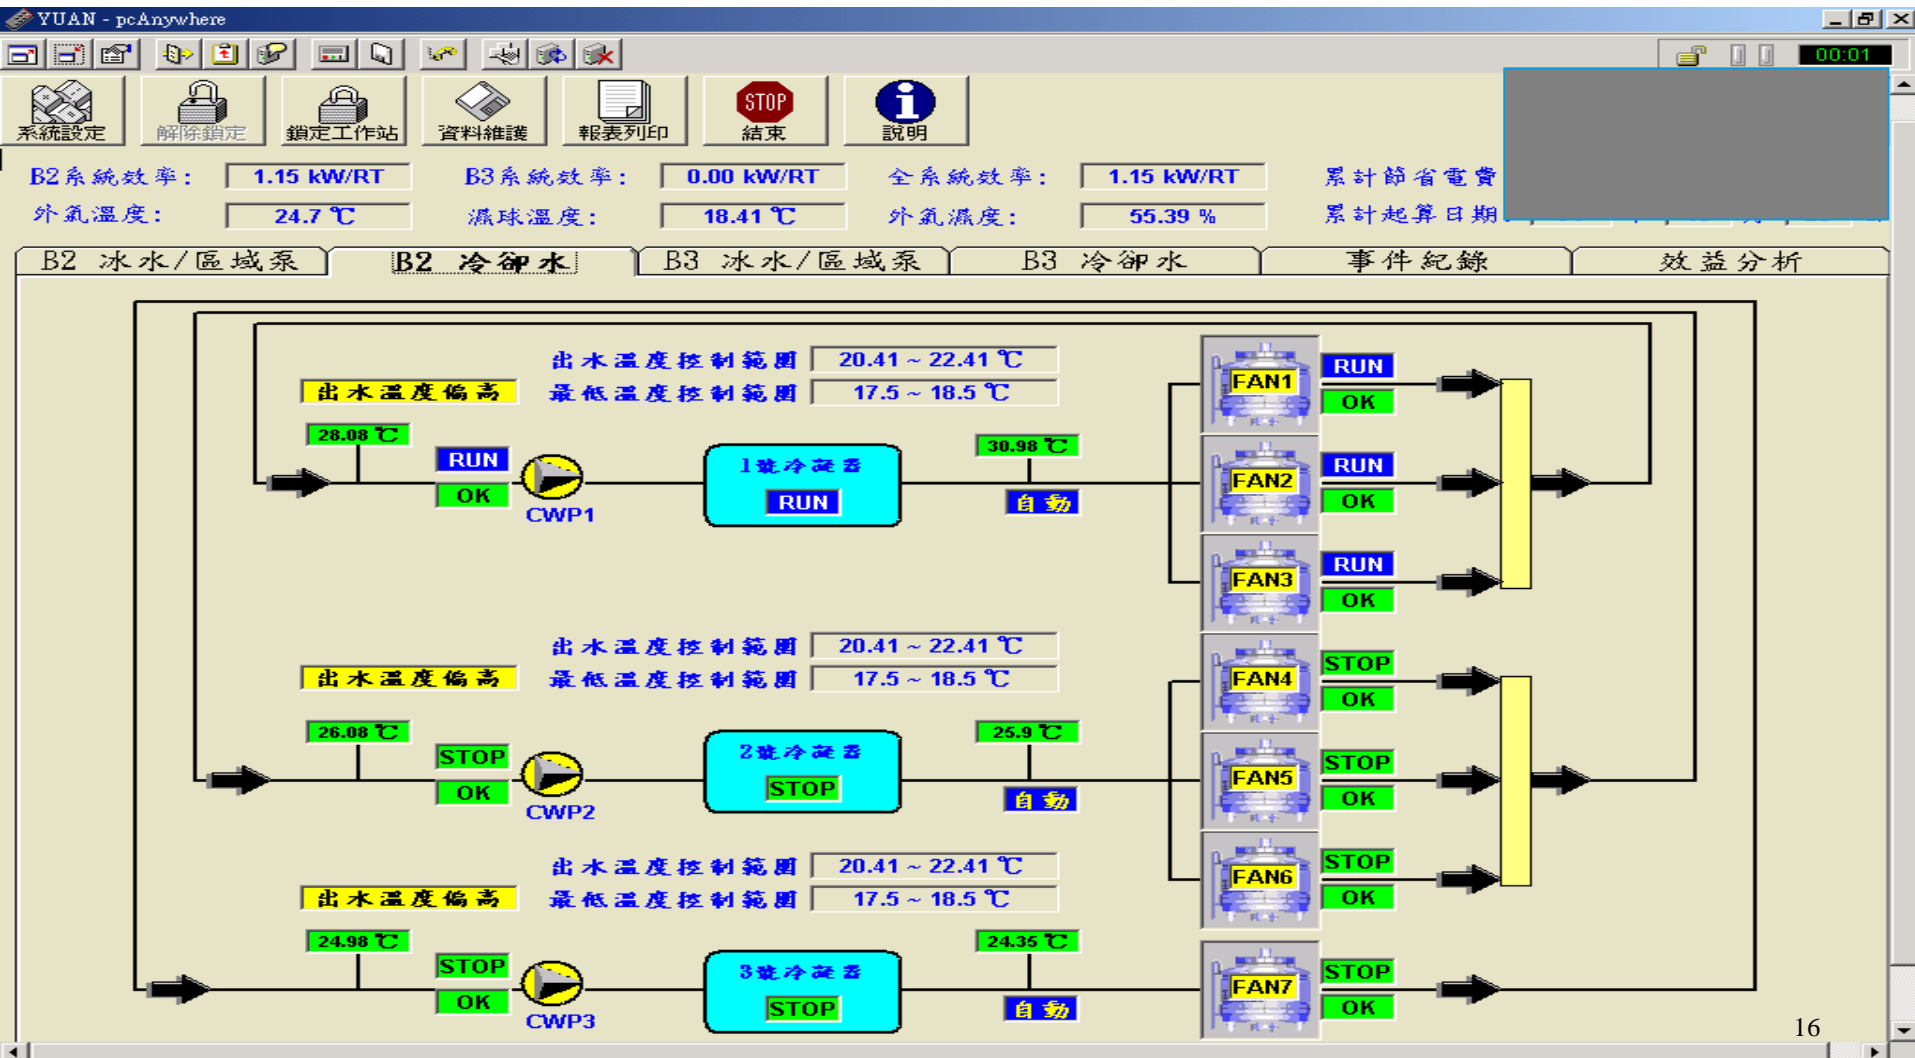 YUAN - pcAnywhere
00:01
系統設定 解除鎖定 鎖定工作站 資料維護 報表列印 STOP 結束 說明
B2系統效率: 1.15 kW/RT B3系統效率: 0.00 kW/RT 全系統效率: 1.15 kW/RT 累計節省電費
外氣溫度: 24.7 ℃ 濕球溫度: 18.41 ℃ 外氣濕度: 55.39 % 累計起算日期
B2 冰水/區域泵 B2 冷卻水 B3 冰水/區域泵 B3 冷卻水 事件紀錄 效益分析
出水溫度控制範圍 20.41 ~ 22.41 ℃
出水溫度偏高 最低溫度控制範圍 17.5 ~ 18.5 ℃
FAN1 RUN
OK
28.08 ℃ 30.98 ℃
RUN 1號冷凝器 FAN2 RUN
OK RUN 自動 OK
CWP1
FAN3 RUN
OK
出水溫度控制範圍 20.41 ~ 22.41 ℃
出水溫度偏高 最低溫度控制範圍 17.5 ~ 18.5 ℃
FAN4 STOP
OK
26.08 ℃ 25.9 ℃
STOP 2號冷凝器 FAN5 STOP
OK STOP 自動 OK
CWP2
出水溫度控制範圍 20.41 ~ 22.41 ℃
FAN6 STOP
出水溫度偏高 最低溫度控制範圍 17.5 ~ 18.5 ℃ OK
24.98 ℃ 24.35 ℃
STOP 3號冷凝器 FAN7 STOP
OK STOP 自動 OK
CWP3
16